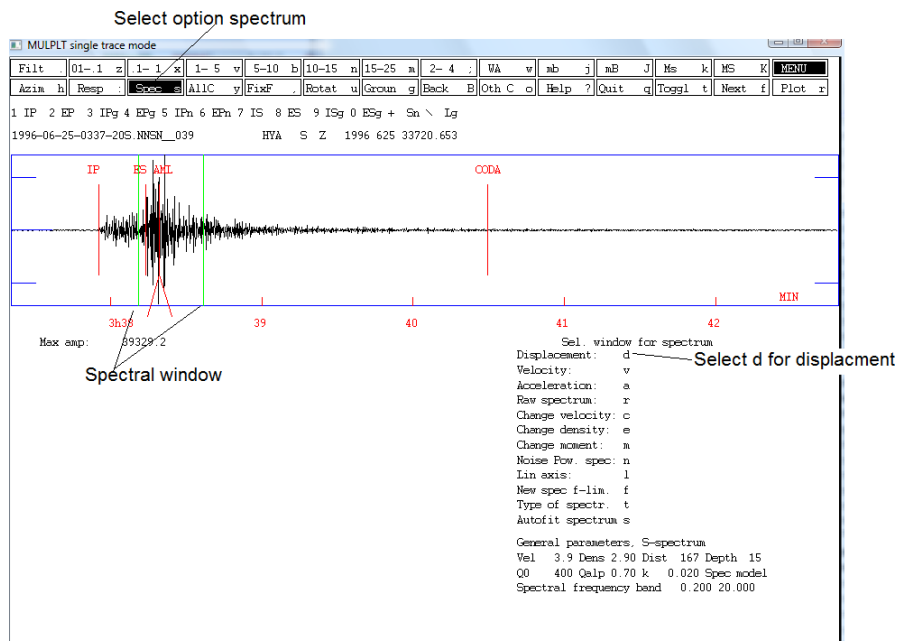 Select option spectrum
MULPLT single trace mode
Filt . 01-.1 z .1- 1 x 1- 5 v 5-10 b 10-15 n 15-25 m 2- 4 ; WA w mb j mB J Ms k MS K MENU
Azim h Resp : Spec s AllC y FixF , Rotat u Groun g Back B Oth C o Help ? Quit q Toggl t Next f Plot r
1 IP 2 EP 3 IPg 4 EPg 5 IPn 6 EPn 7 IS 8 ES 9 ISg 0 ESg + Sn \ Lg
1996-06-25-0337-20S.NNSN__039 HYA S Z 1996 625 33720.653
IP ES AML CODA
MIN
3h38 39 40 41 42
Max amp: 39329.2 Sel. window for spectrum
Displacement: d
Select d for displacment
Spectral window
Velocity: v
Acceleration: a
Raw spectrum: r
Change velocity: c
Change density: e
Change moment: m
Noise Pow. spec: n
Lin axis: l
New spec f-lim. f
Type of spectr. t
Autofit spectrum s
General parameters, S-spectrum
Vel 3.9 Dens 2.90 Dist 167 Depth 15
Q0 400 Qalp 0.70 k 0.020 Spec model
Spectral frequency band 0.200 20.000